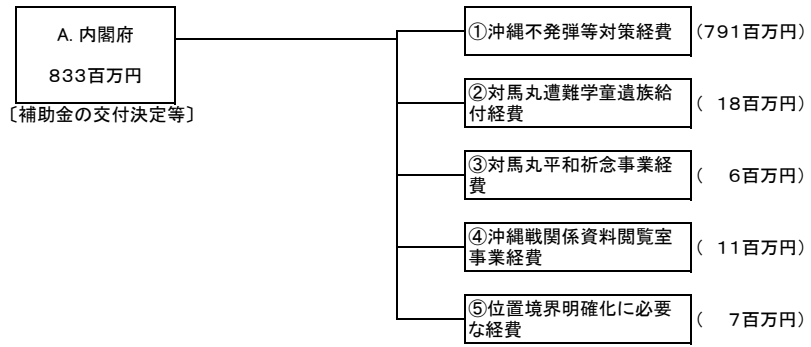 A. 内閣府
833百万円
〔補助金の交付決定等〕
①沖縄不発弾等対策経費
(791百万円)
②対馬丸遭難学童遺族給
付経費
( 18百万円)
③対馬丸平和祈念事業経
費
( 6百万円)
④沖縄戦関係資料閲覧室
事業経費
( 11百万円)
⑤位置境界明確化に必要
な経費
( 7百万円)